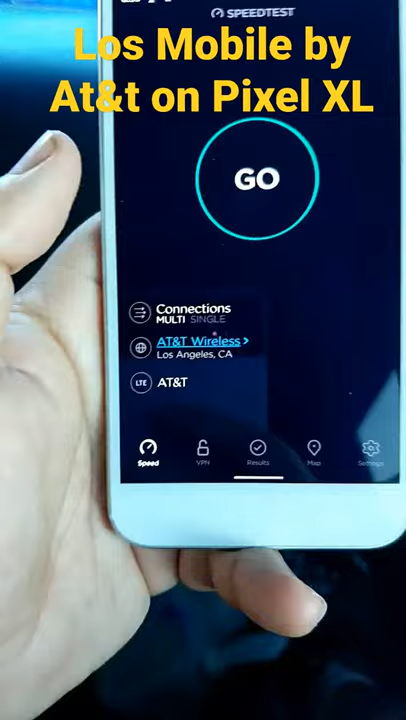 SPEEDTEST
Los Mobile by
At&t on Pixel XL
GO
Connections
MULTI SINGLE
AT&T Wireless >
Los Angeles, CA
LTE AT&T
Speed VPN Results Map Settings